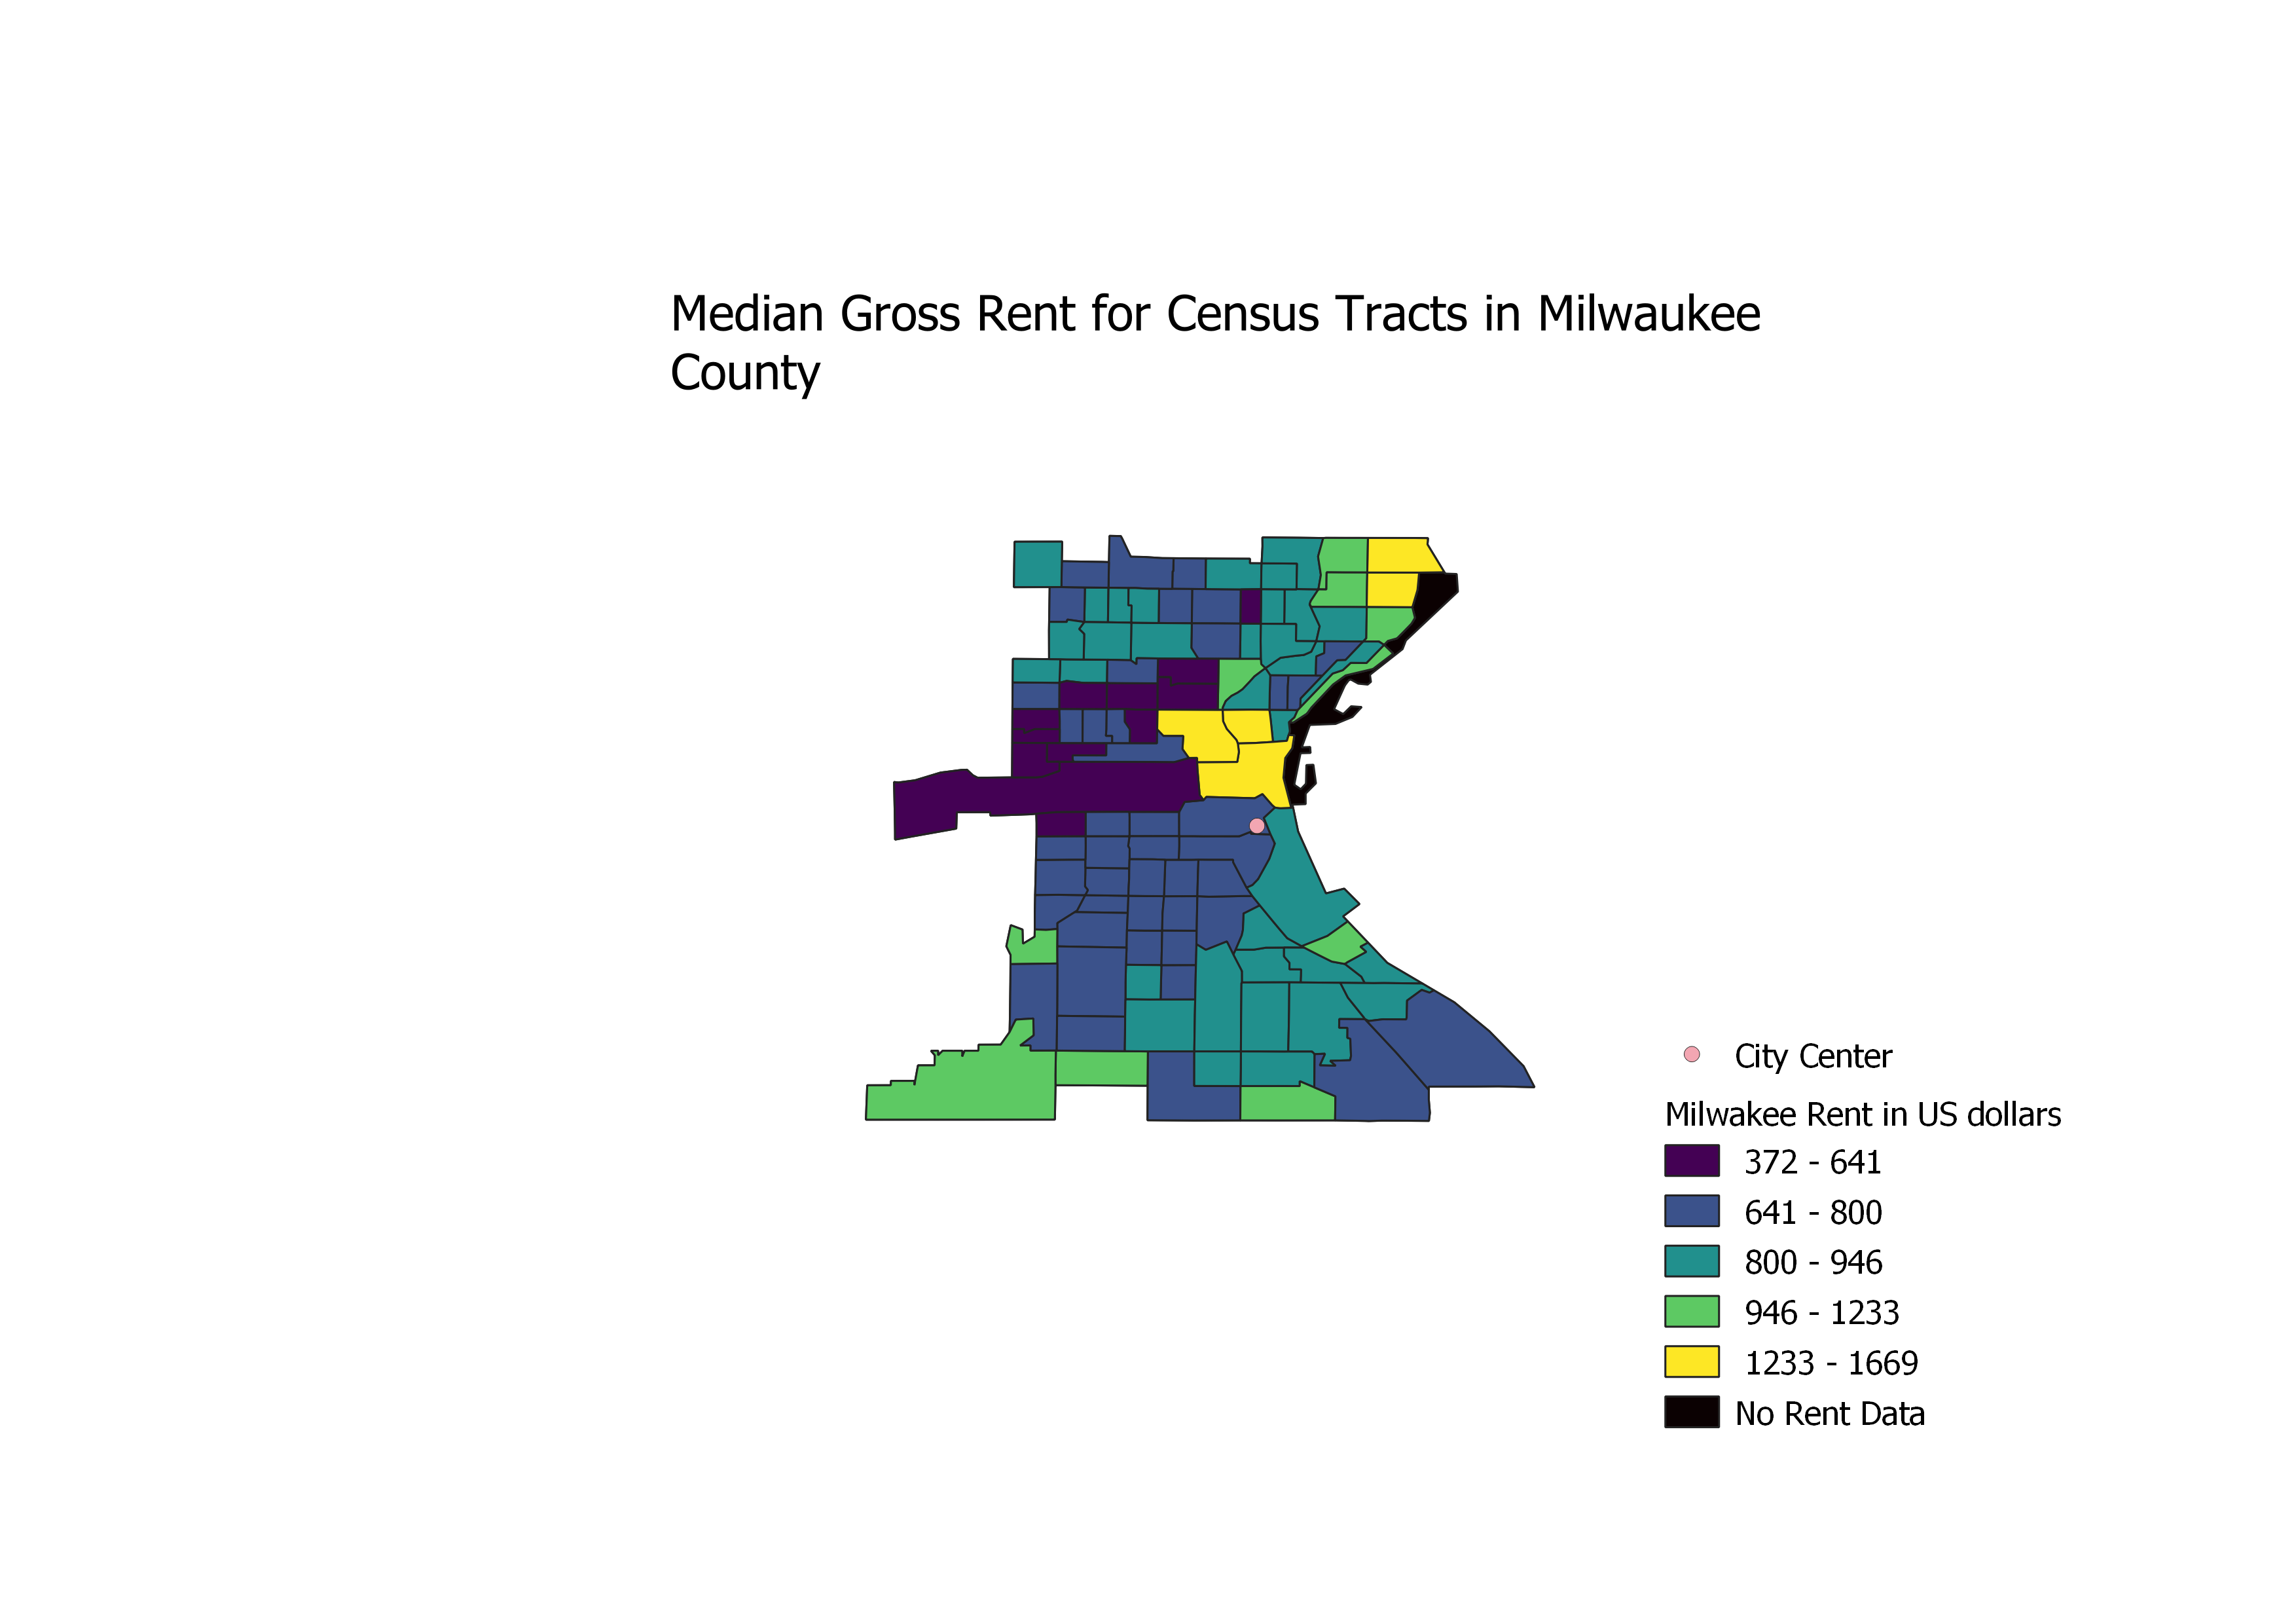 Median Gross Rent for Census Tracts in Milwaukee
County
City Center
Milwakee Rent in US dollars
372 - 641
641 - 800
800 - 946
946 - 1233
1233 - 1669
No Rent Data